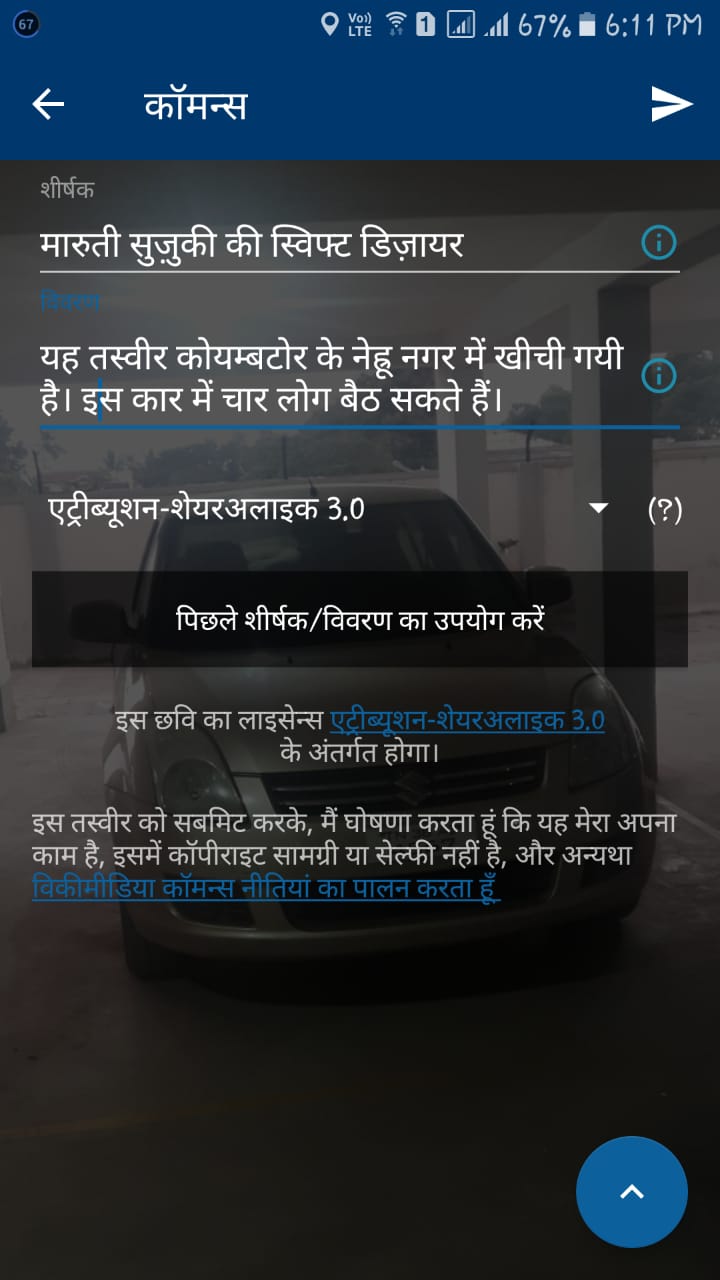 67
Vo)) LTE 1 67% 6:11 PM
कॉमन्स
शीर्षक
मारुती सुज़ुकी की स्विफ्ट डिज़ायर
विवरण
यह तस्वीर कोयम्बटोर के नेहरू नगर में खीची गयी
है। इस कार में चार लोग बैठ सकते हैं।
एट्रीब्यूशन-शेयरअलाइक 3.0 (?)
पिछले शीर्षक/विवरण का उपयोग करें
इस छवि का लाइसेन्स एट्रीब्यूशन-शेयरअलाइक 3.0
के अंतर्गत होगा।
इस तस्वीर को सबमिट करके, मैं घोषणा करता हूं कि यह मेरा अपना
काम है, इसमें कॉपीराइट सामग्री या सेल्फी नहीं है, और अन्यथा
विकीमीडिया कॉमन्स नीतियां का पालन करता हूँ